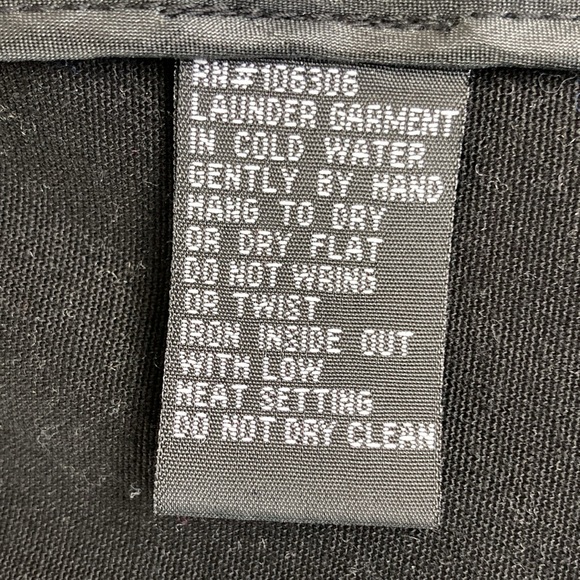 RN#106306
LAUNDER GARMENT
IN COLD WATER
GENTLY BY HAND
HANG TO DRY
OR DRY FLAT
DO NOT WRING
OR TWIST
IRON INSIDE OUT
WITH LOW
HEAT SETTING
DO NOT DRY CLEAN